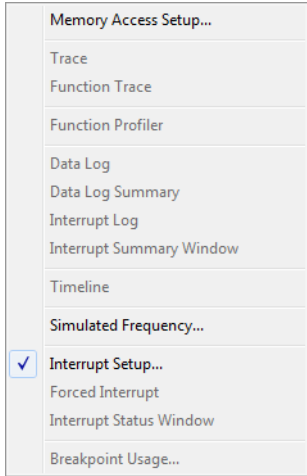 Memory Access Setup...
Trace
Function Trace
Function Profiler
Data Log
Data Log Summary
Interrupt Log
Interrupt Summary Window
Timeline
Simulated Frequency...
Interrupt Setup...
Forced Interrupt
Interrupt Status Window
Breakpoint Usage...